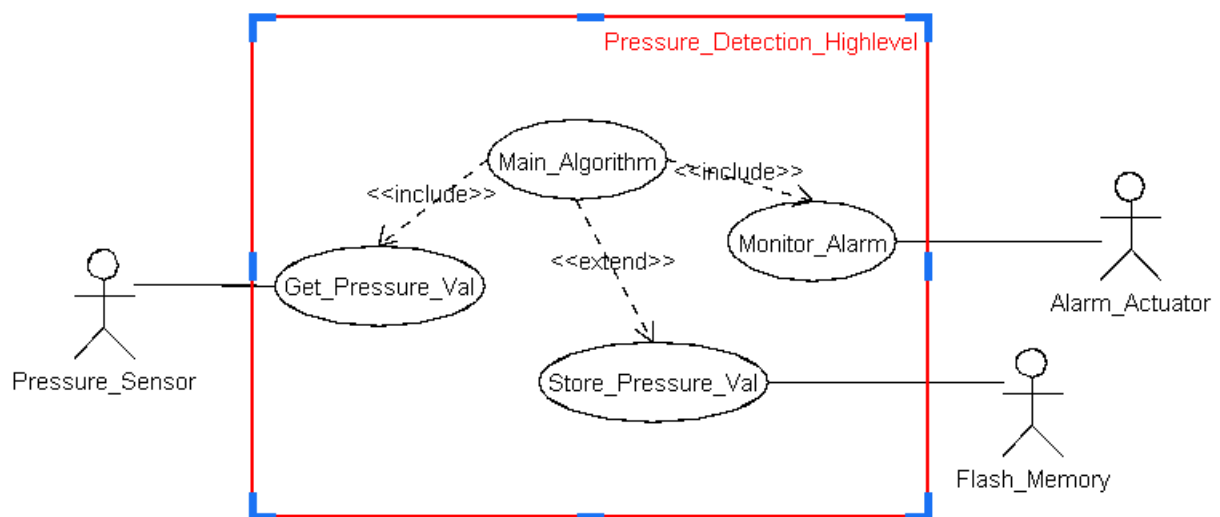 Pressure_Detection_Highlevel
Main_Algorithm
<<include>>
<<include>>
Monitor_Alarm
<<extend>>
Get_Pressure_Val
Alarm_Actuator
Pressure_Sensor
Store_Pressure_Val
Flash_Memory